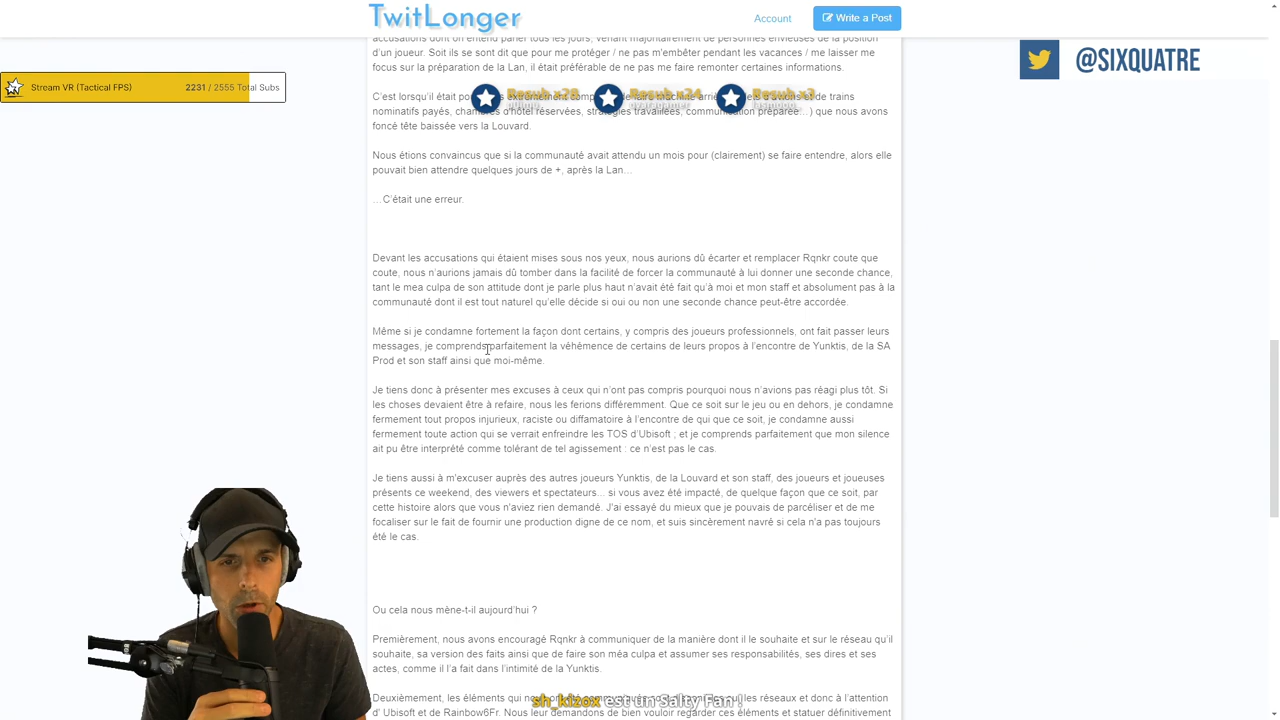 TwitLonger
Account
Write a Post
@SIXQUATRE
Stream VR (Tactical FPS)
2231 / 2555 Total Subs
accusations dont on entend parler tous les jours, venant majoritairement de personnes envieuses de la position
d'un joueur. Soit ils se sont dit que pour me protéger / ne pas m'embêter pendant les vacances / me laisser me
focus sur la préparation de la Lan, il était préférable de ne pas me faire remonter certaines informations.
Resub x28
Resub x24
Resub x3
C'est lorsqu'il était extrêmement de faire machine et de trains
nominatifs payés, chambres d'hôtel réservées, stratégies travaillées, communication préparée...) que nous avons
foncé tête baissée vers la Louvard.
Nous étions convaincus que si la communauté avait attendu un mois pour (clairement) se faire entendre, alors elle
pouvait bien attendre quelques jours de +, après la Lan…
…C'était une erreur.
Devant les accusations qui étaient mises sous nos yeux, nous aurions dû écarter et remplacer Rqnkr coute que
coute, nous n'aurions jamais dû tomber dans la facilité de forcer la communauté à lui donner une seconde chance,
tant le mea culpa de son attitude dont je parle plus haut n'avait été fait qu'à moi et mon staff et absolument pas à la
communauté dont il est tout naturel qu'elle décide si oui ou non une seconde chance peut-être accordée.
Même si je condamne fortement la façon dont certains, y compris des joueurs professionnels, ont fait passer leurs
messages, je comprends parfaitement la véhémence de certains de leurs propos à l'encontre de Yunktis, de la SA
Prod et son staff ainsi que moi-même.
Je tiens donc à présenter mes excuses à ceux qui n'ont pas compris pourquoi nous n'avions pas réagi plus tôt. Si
les choses devaient être à refaire, nous les ferions différemment. Que ce soit sur le jeu ou en dehors, je condamne
fermement tout propos injurieux, raciste ou diffamatoire à l'encontre de qui que ce soit, je condamne aussi
fermement toute action qui se verrait enfreindre les TOS d'Ubisoft ; et je comprends parfaitement que mon silence
ait pu être interprété comme tolérant de tel agissement : ce n'est pas le cas.
Je tiens aussi à m'excuser auprès des autres joueurs Yunktis, de la Louvard et son staff, des joueurs et joueuses
présents ce weekend, des viewers et spectateurs... si vous avez été impacté, de quelque façon que ce soit, par
cette histoire alors que vous n'aviez rien demandé. J'ai essayé du mieux que je pouvais de parcéliser et de me
focaliser sur le fait de fournir une production digne de ce nom, et suis sincèrement navré si cela n'a pas toujours
été le cas.
Ou cela nous mène-t-il aujourd'hui ?
Premièrement, nous avons encouragé Rqnkr à communiquer de la manière dont il le souhaite et sur le réseau qu'il
souhaite, sa version des faits ainsi que de faire son méa culpa et assumer ses responsabilités, ses dires et ses
actes, comme il l'a fait dans l'intimité de la Yunktis.
Deuxièmement, les éléments qui les réseaux et donc à l'attention
d' Ubisoft et de Rainbow6Fr. Nous leur demandons de bien vouloir regarder ces éléments et statuer définitivement
sh_kizox est un Salty Fan !